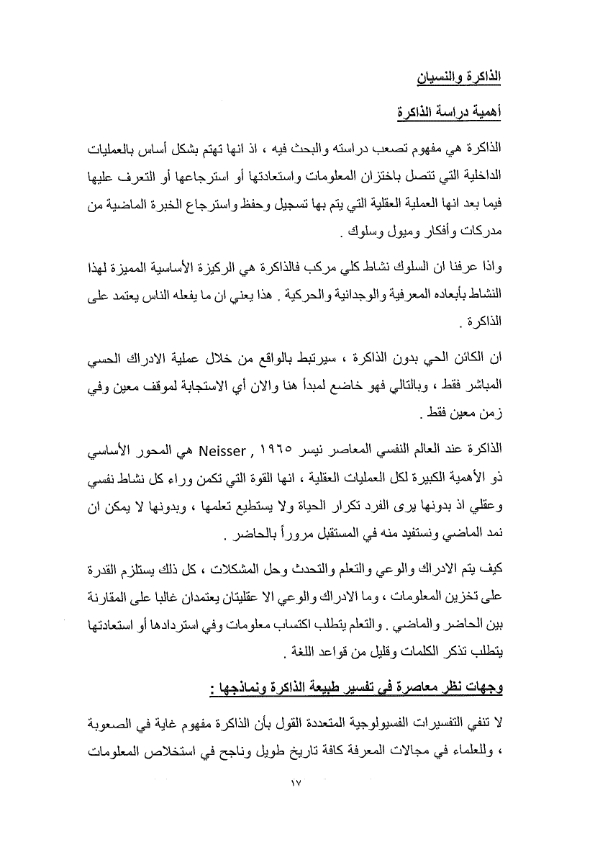 الذاكرة والنسيان
أهمية دراسة الذاكرة
الذاكرة هي مفهوم تصعب دراسته والبحث فيه ، اذ انها تهتم بشكل أساس بالعمليات
الداخلية التي تتصل باختزان المعلومات واستعادتها أو استرجاعها أو التعرف عليها
فيما بعد انها العملية العقلية التي يتم بها تسجيل وحفظ واسترجاع الخبرة الماضية من
مدركات وأفكار وميول وسلوك .
واذا عرفنا ان السلوك نشاط كلي مركب فالذاكرة هي الركيزة الأساسية المميزة لهذا
النشاط بأبعاده المعرفية والوجدانية والحركية . هذا يعني ان ما يفعله الناس يعتمد على
الذاكرة .
ان الكائن الحي بدون الذاكرة ، سيرتبط بالواقع من خلال عملية الادراك الحسي
المباشر فقط ، وبالتالي فهو خاضع لمبدأ هنا والان أي الاستجابة لموقف معين وفي
زمن معين فقط .
الذاكرة عند العالم النفسي المعاصر نيسر ١٩٦٥ , Neisser هي المحور الأساسي
ذو الأهمية الكبيرة لكل العمليات العقلية ، انها القوة التي تكمن وراء كل نشاط نفسي
وعقلي اذ بدونها يرى الفرد تكرار الحياة ولا يستطيع تعلمها ، وبدونها لا يمكن ان
نمد الماضي ونستفيد منه في المستقبل مروراً بالحاضر .
كيف يتم الادراك والوعي والتعلم والتحدث وحل المشكلات ، كل ذلك يستلزم القدرة
على تخزين المعلومات ، وما الادراك والوعي الا عقليتان يعتمدان غالبا على المقارنة
بين الحاضر والماضي . والتعلم يتطلب اكتساب معلومات وفي استردادها أو استعادتها
يتطلب تذكر الكلمات وقليل من قواعد اللغة .
وجهات نظر معاصرة في تفسير طبيعة الذاكرة ونماذجها :
لا تنفي التفسيرات الفسيولوجية المتعددة القول بأن الذاكرة مفهوم غاية في الصعوبة
، وللعلماء في مجالات المعرفة كافة تاريخ طويل وناجح في استخلاص المعلومات
١٧